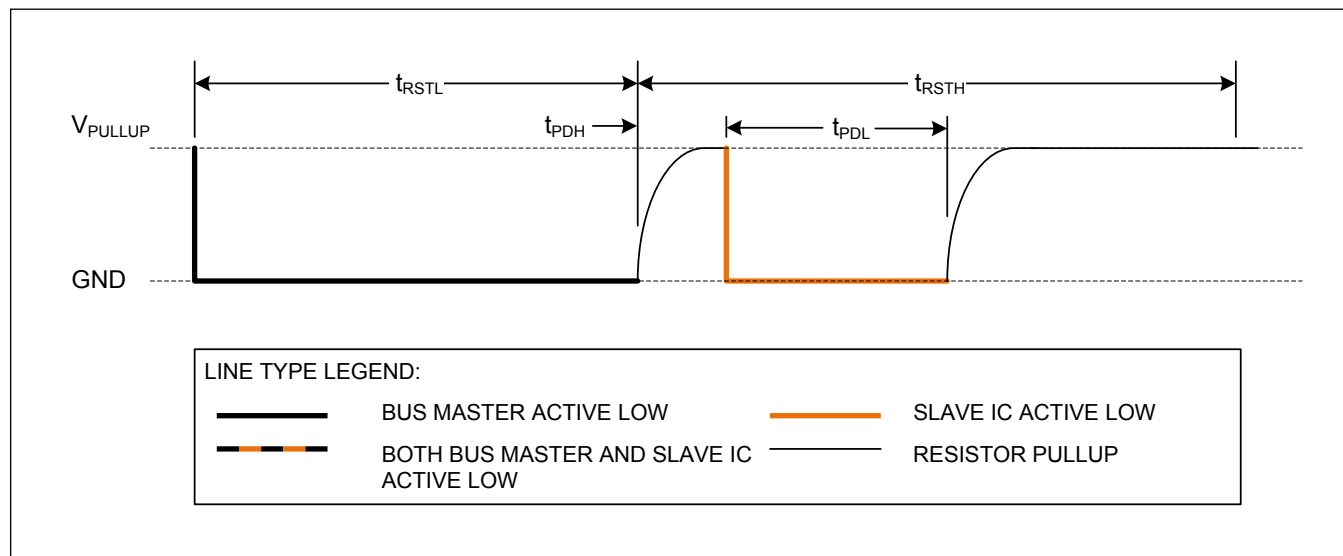 tRSTL
tRSTH
VPULLUP
tPDH
tPDL
GND
LINE TYPE LEGEND:
BUS MASTER ACTIVE LOW
SLAVE IC ACTIVE LOW
BOTH BUS MASTER AND SLAVE IC
ACTIVE LOW
RESISTOR PULLUP